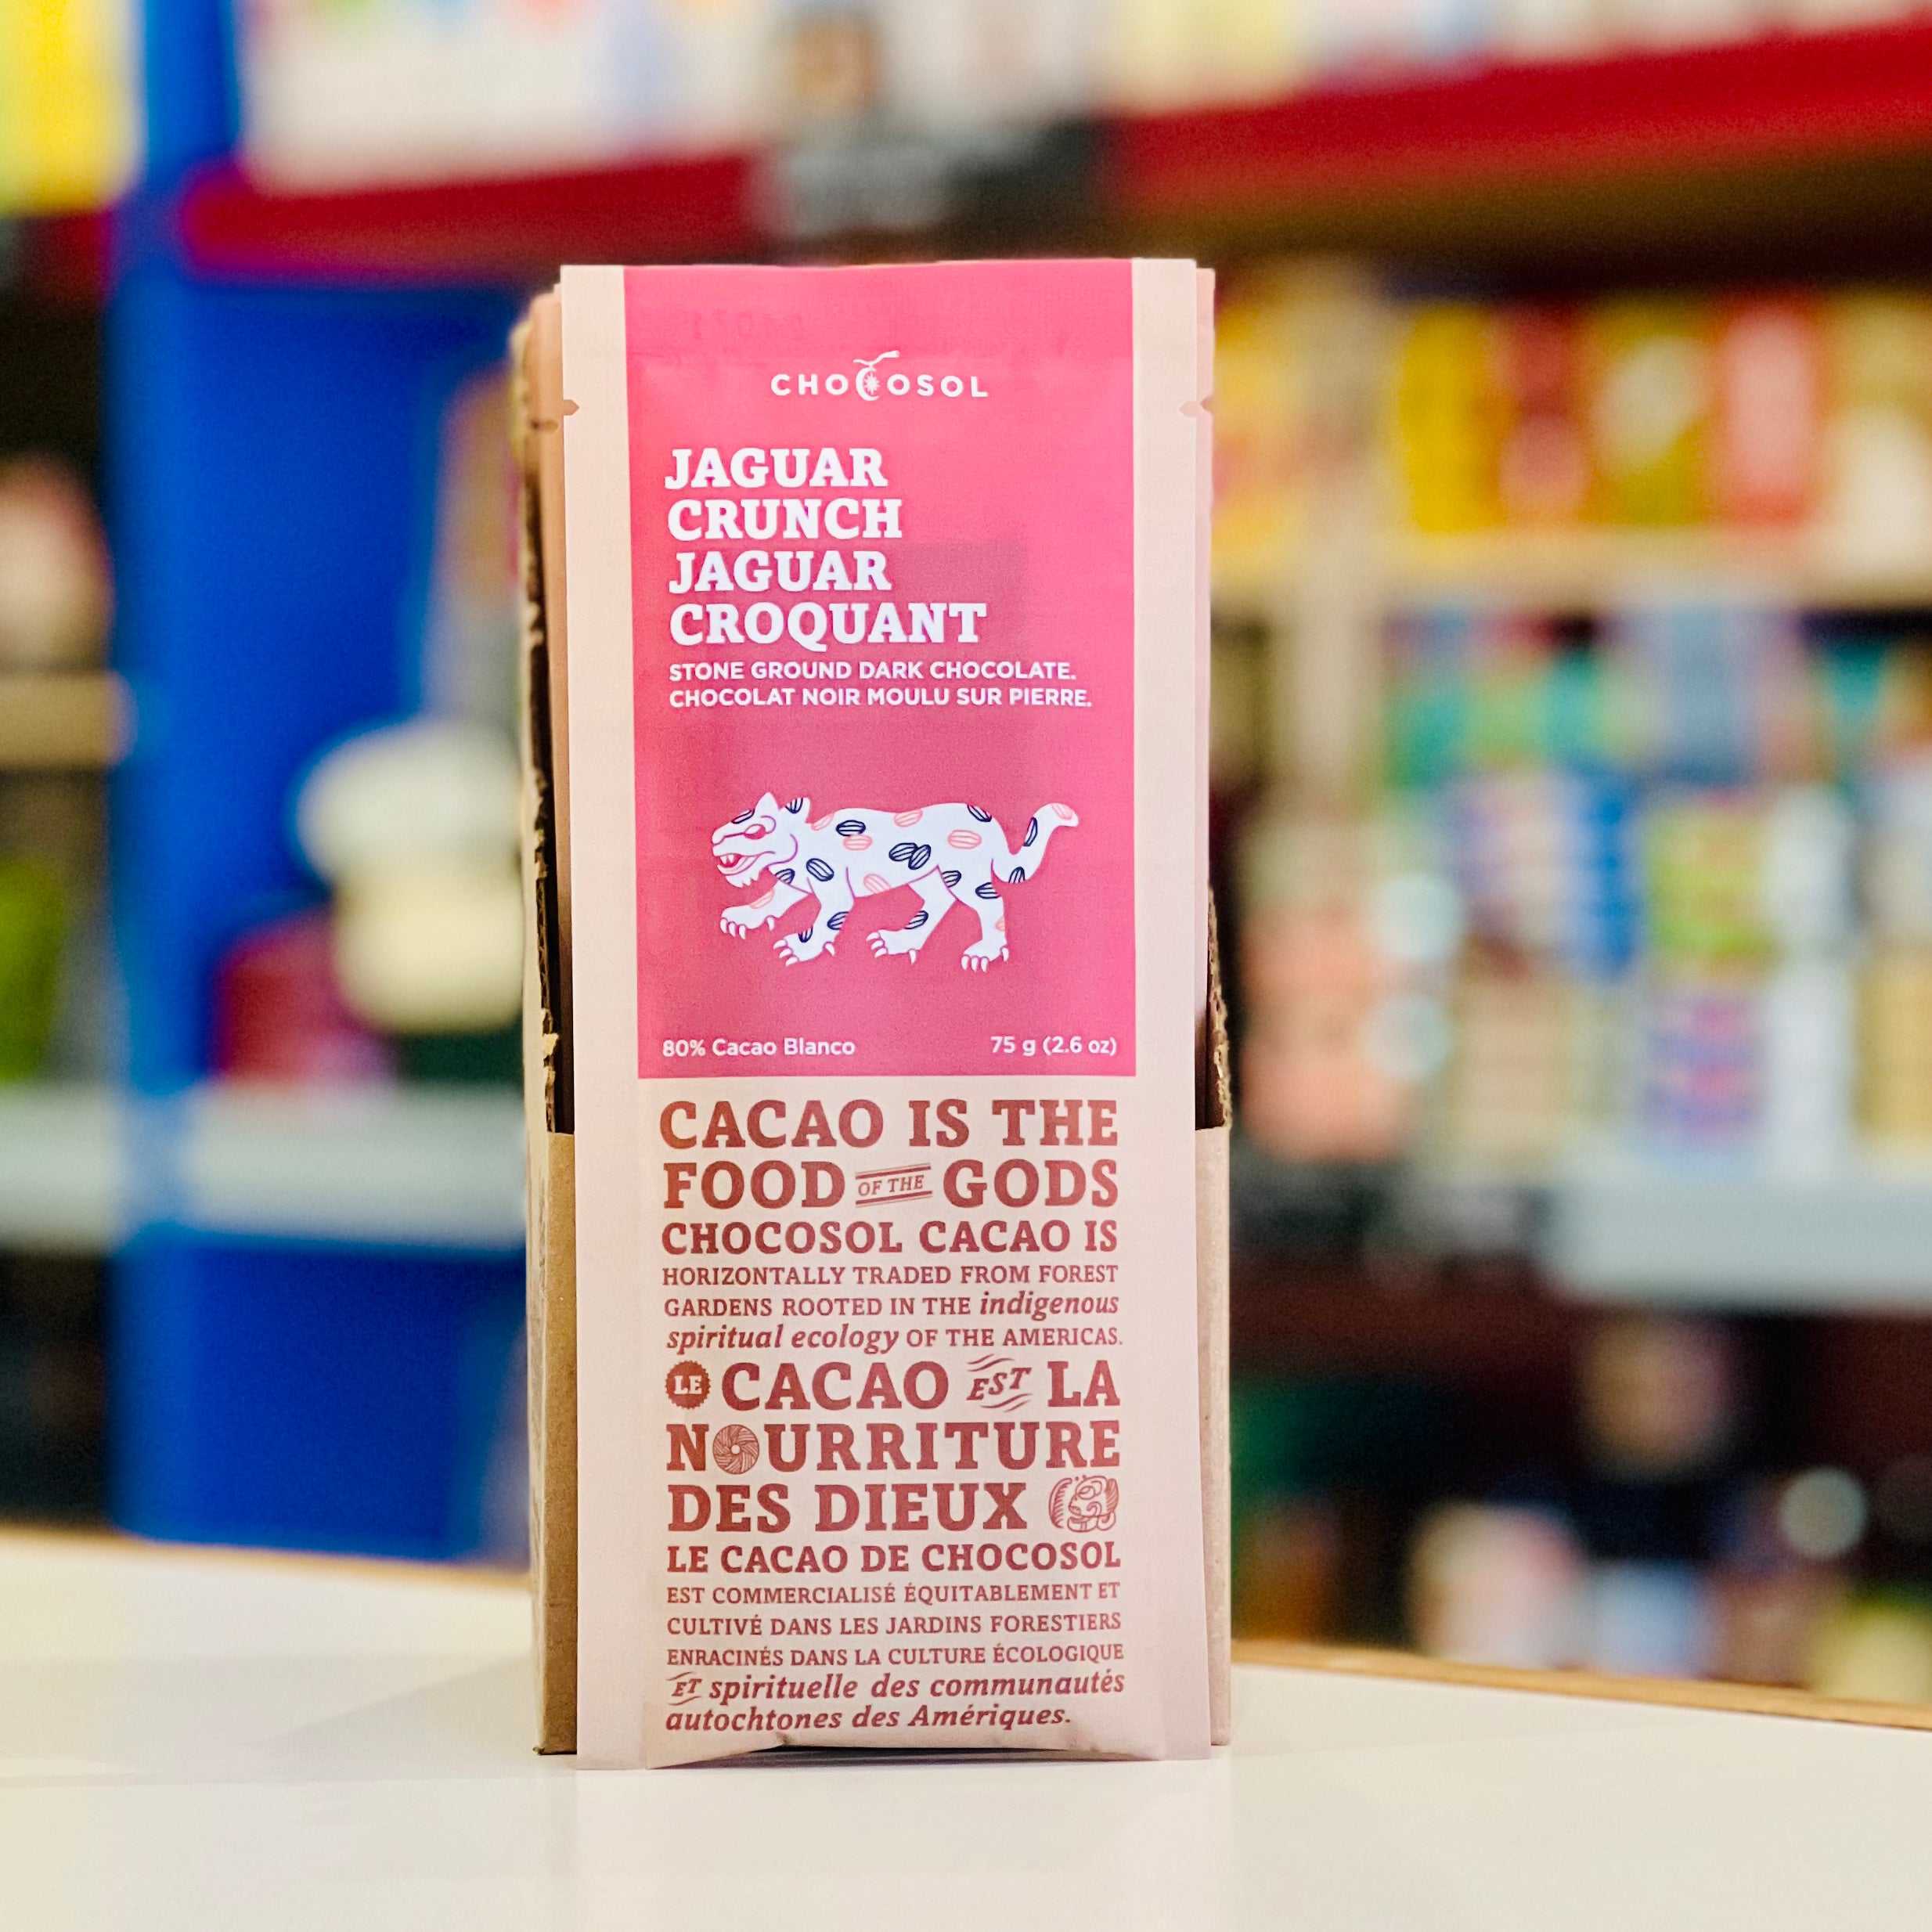 CHOCOSOL
JAGUAR
CRUNCH
JAGUAR
CROQUANT
STONE GROUND DARK CHOCOLATE.
CHOCOLAT NOIR MOULU SUR PIERRE.
80% Cacao Blanco 75 g (2.6 oz)
CACAO IS THE
FOOD OF THE GODS
CHOCOSOL CACAO IS
HORIZONTALLY TRADED FROM FOREST
GARDENS ROOTED IN THE indigenous
spiritual ecology OF THE AMERICAS.
LE CACAO EST LA
NOURRITURE
DES DIEUX
LE CACAO DE CHOCOSOL
EST COMMERCIALISÉ ÉQUITABLEMENT ET
CULTIVÉ DANS LES JARDINS FORESTIERS
ENRACINÉS DANS LA CULTURE ÉCOLOGIQUE
ET spirituelle des communautés
autochtones des Amériques.